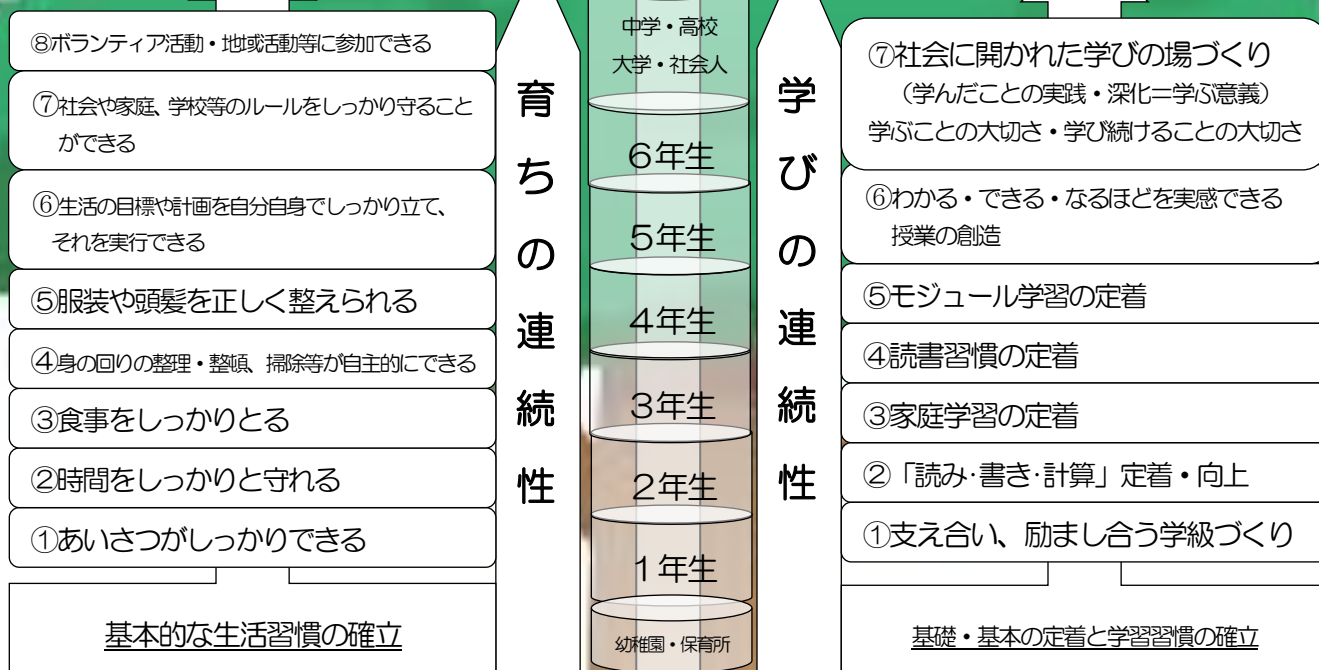 ⑧ボランティア活動・地域活動等に参加できる
⑦社会や家庭、学校等のルールをしっかり守ること
ができる
⑥生活の目標や計画を自分自身でしっかり立て、
それを実行できる
⑤服装や頭髪を正しく整えられる
④身の回りの整理・整頓、掃除等が自主的にできる
③食事をしっかりとる
②時間をしっかりと守れる
①あいさつがしっかりできる
基本的な生活習慣の確立
育ちの連続性
中学・高校
大学・社会人
6年生
5年生
4年生
3年生
2年生
1年生
幼稚園・保育所
学びの連続性
⑦社会に開かれた学びの場づくり
（学んだことの実践・深化＝学ぶ意義）
学ぶことの大切さ・学び続けることの大切さ
⑥わかる・できる・なるほどを実感できる
授業の創造
⑤モジュール学習の定着
④読書習慣の定着
③家庭学習の定着
②「読み・書き・計算」定着・向上
①支え合い、励まし合う学級づくり
基礎・基本の定着と学習習慣の確立